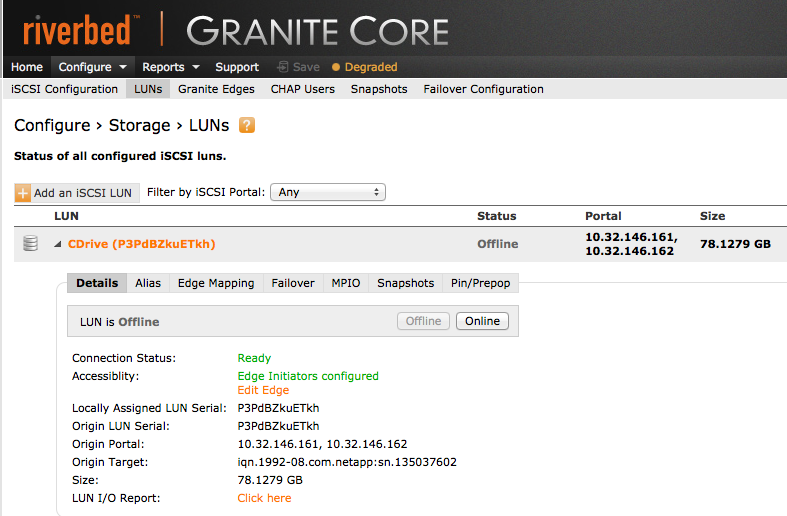 riverbed™ | GRANITE CORE
Home Configure Reports Support Save Degraded
iSCSI Configuration LUNs Granite Edges CHAP Users Snapshots Failover Configuration
Configure › Storage › LUNs ?
Status of all configured iSCSI luns.
+ Add an iSCSI LUN Filter by iSCSI Portal: Any
LUN Status Portal Size
CDrive (P3PdBZkuETkh) Offline 10.32.146.161, 10.32.146.162 78.1279 GB
Details Alias Edge Mapping Failover MPIO Snapshots Pin/Prepop
LUN is Offline Offline Online
Connection Status: Ready
Accessiblity: Edge Initiators configured
Edit Edge
Locally Assigned LUN Serial: P3PdBZkuETkh
Origin LUN Serial: P3PdBZkuETkh
Origin Portal: 10.32.146.161, 10.32.146.162
Origin Target: iqn.1992-08.com.netapp:sn.135037602
Size: 78.1279 GB
LUN I/O Report: Click here